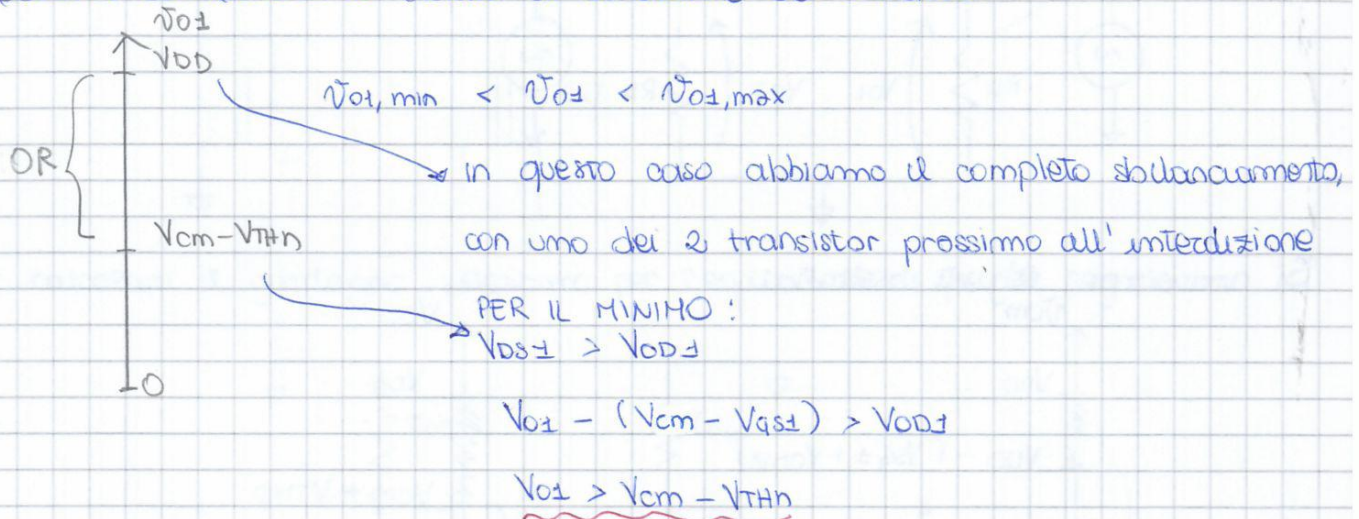 vO1
VDD
vO1, min < vO1 < vO1, max
OR
in questo caso abbiamo il completo sbilanciamento,
Vcm-VTHn
con uno dei 2 transistor prossimo all'interdizione
PER IL MINIMO:
VDS1 > VOD1
0
VO1 - (Vcm - VGS1) > VOD1
VO1 > Vcm - VTHn